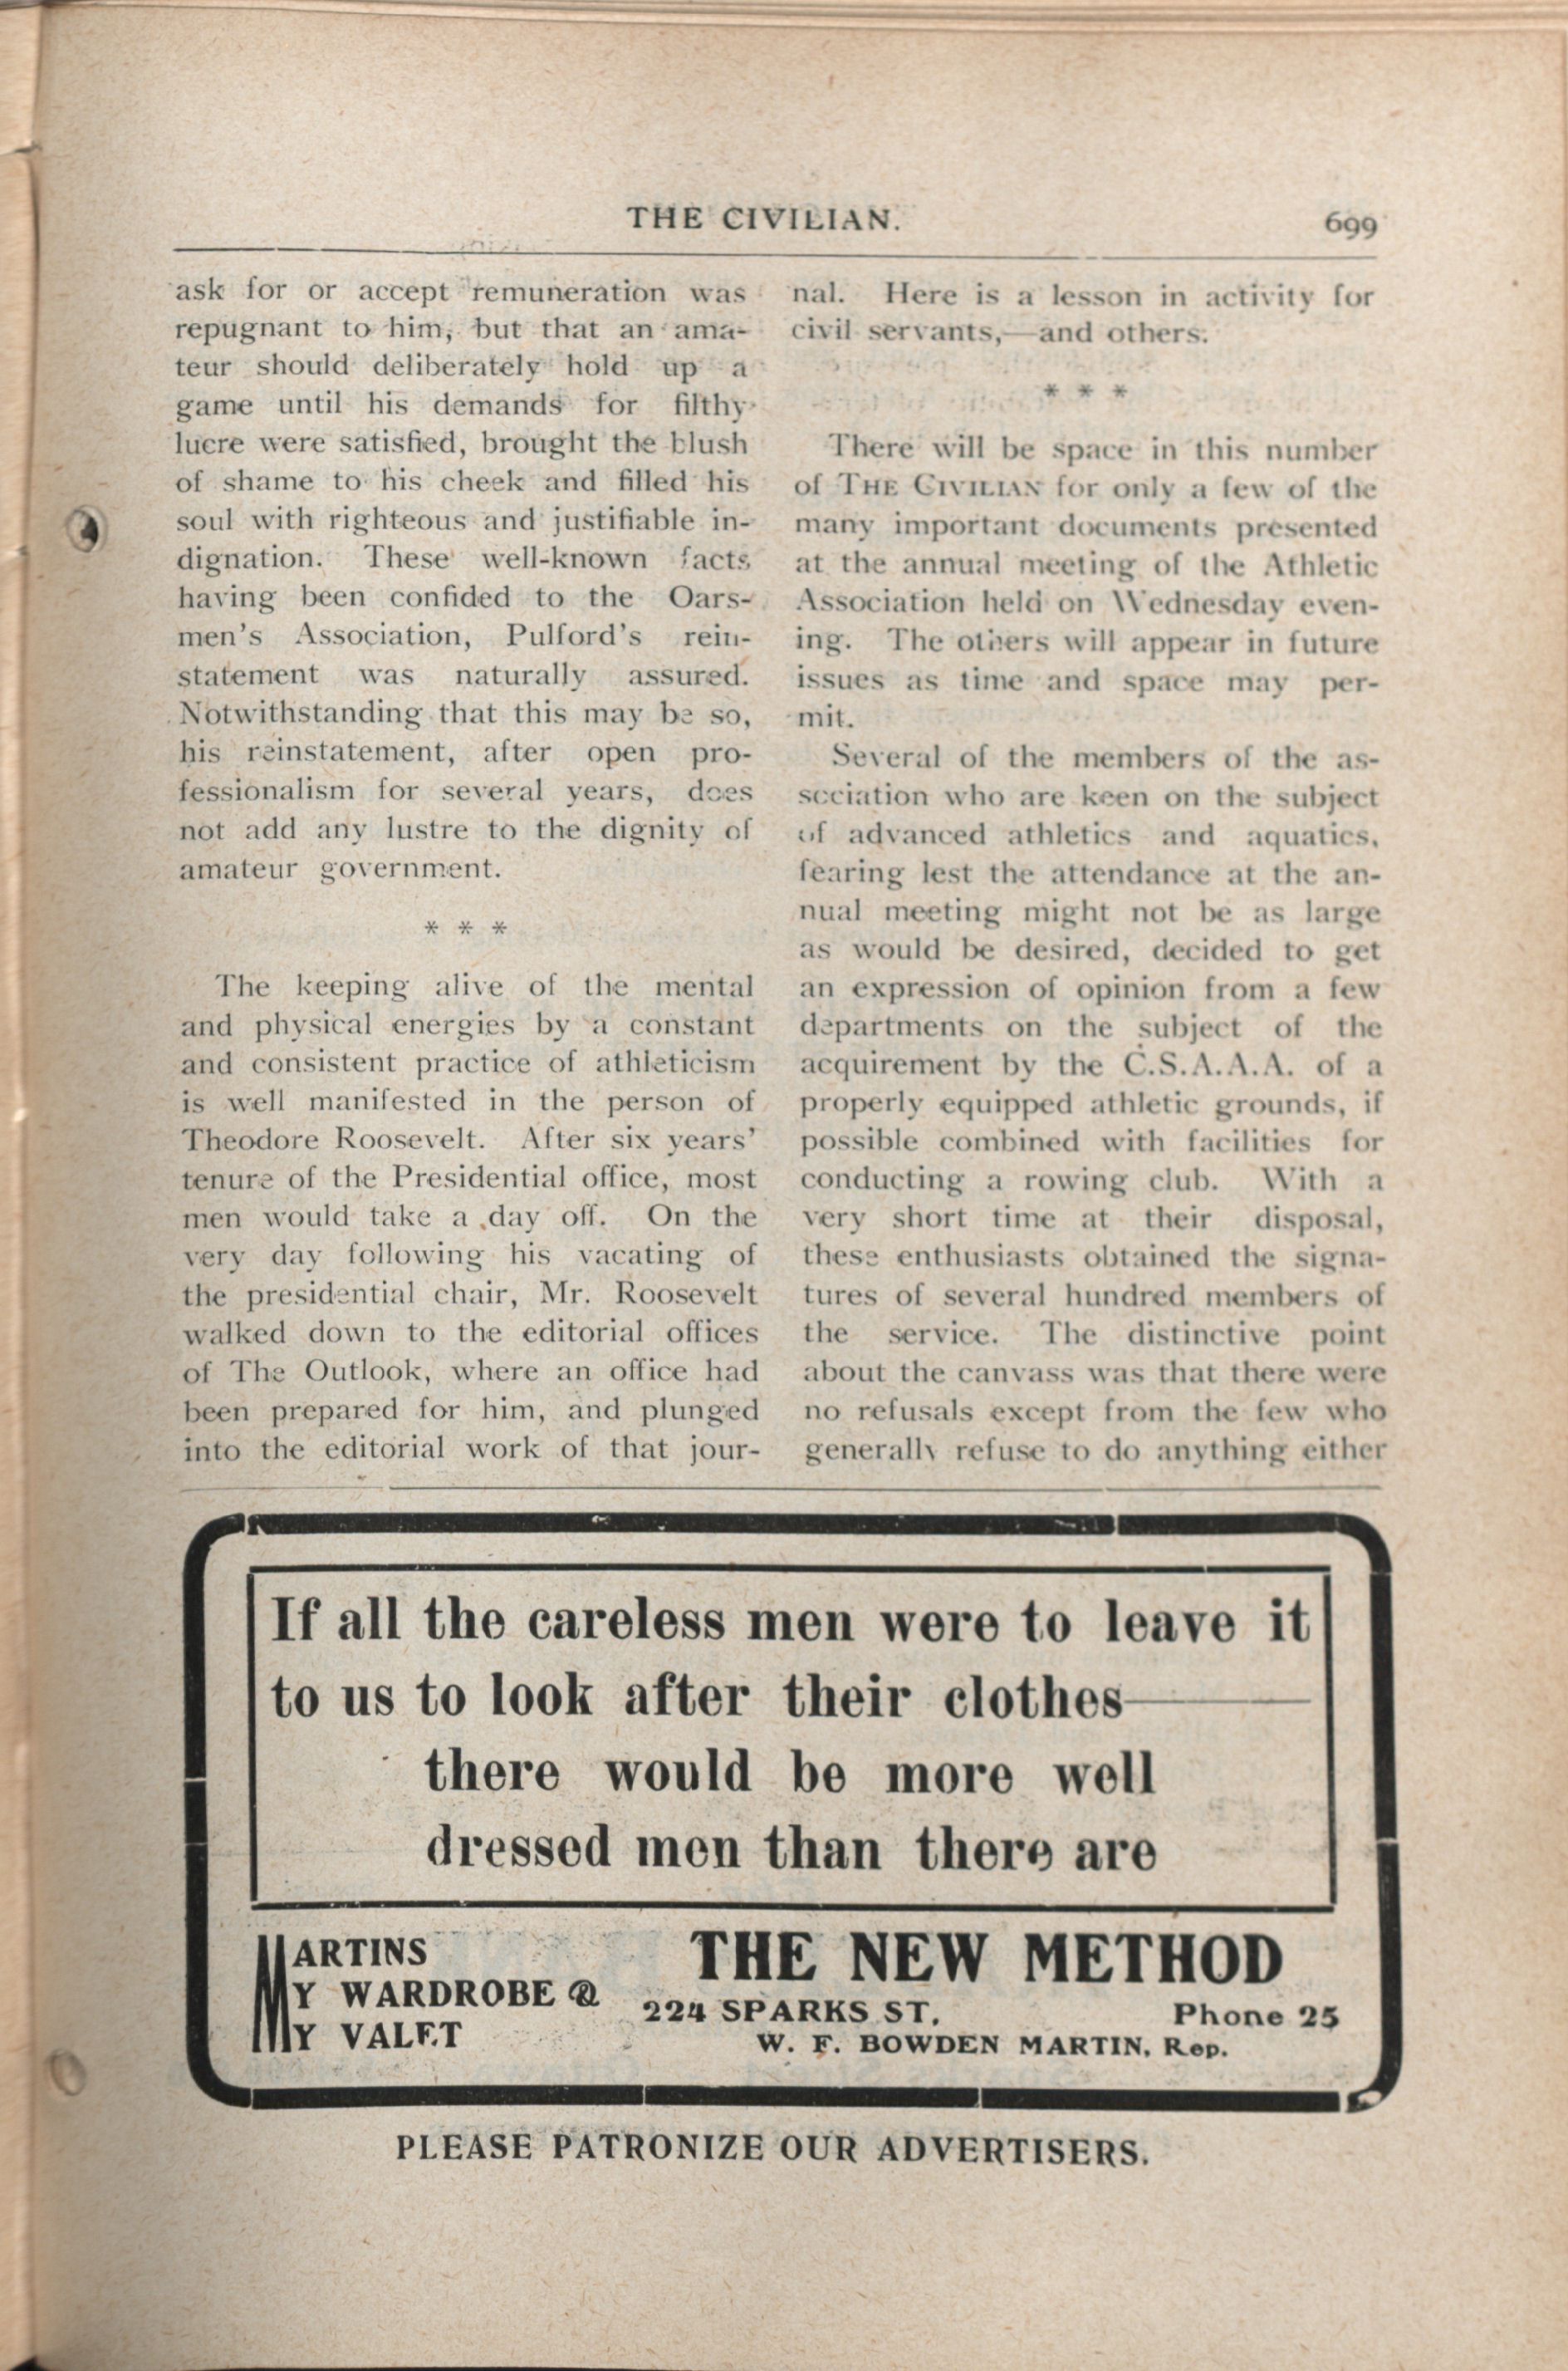 THE CIVILIAN.
699
ask for or accept remuneration was
repugnant to him, but that an ama-
teur should deliberately hold up a
game until his demands for filthy
lucre were satisfied, brought the blush
of shame to his cheek and filled his
soul with righteous and justifiable in-
dignation. These well-known facts
having been confided to the Oars-
men's Association, Pulford's rein-
statement was naturally assured.
Notwithstanding that this may be so,
his reinstatement, after open pro-
fessionalism for several years, does
not add any lustre to the dignity of
amateur government.
* * *
The keeping alive of the mental
and physical energies by a constant
and consistent practice of athleticism
is well manifested in the person of
Theodore Roosevelt. After six years'
tenure of the Presidential office, most
men would take a day off. On the
very day following his vacating of
the presidential chair, Mr. Roosevelt
walked down to the editorial offices
of The Outlook, where an office had
been prepared for him, and plunged
into the editorial work of that jour-
nal. Here is a lesson in activity for
civil servants,—and others.
* * *
There will be space in this number
of THE CIVILIAN for only a few of the
many important documents presented
at the annual meeting of the Athletic
Association held on Wednesday even-
ing. The others will appear in future
issues as time and space may per-
mit.
Several of the members of the as-
sociation who are keen on the subject
of advanced athletics and aquatics,
fearing lest the attendance at the an-
nual meeting might not be as large
as would be desired, decided to get
an expression of opinion from a few
departments on the subject of the
acquirement by the C.S.A.A.A. of a
properly equipped athletic grounds, if
possible combined with facilities for
conducting a rowing club. With a
very short time at their disposal,
these enthusiasts obtained the signa-
tures of several hundred members of
the service. The distinctive point
about the canvass was that there were
no refusals except from the few who
generally refuse to do anything either
If all the careless men were to leave it
to us to look after their clothes—
there would be more well
dressed men than there are
MARTINS
MY WARDROBE &
MY VALET
THE NEW METHOD
224 SPARKS ST. Phone 25
W. F. BOWDEN MARTIN, Rep.
PLEASE PATRONIZE OUR ADVERTISERS.